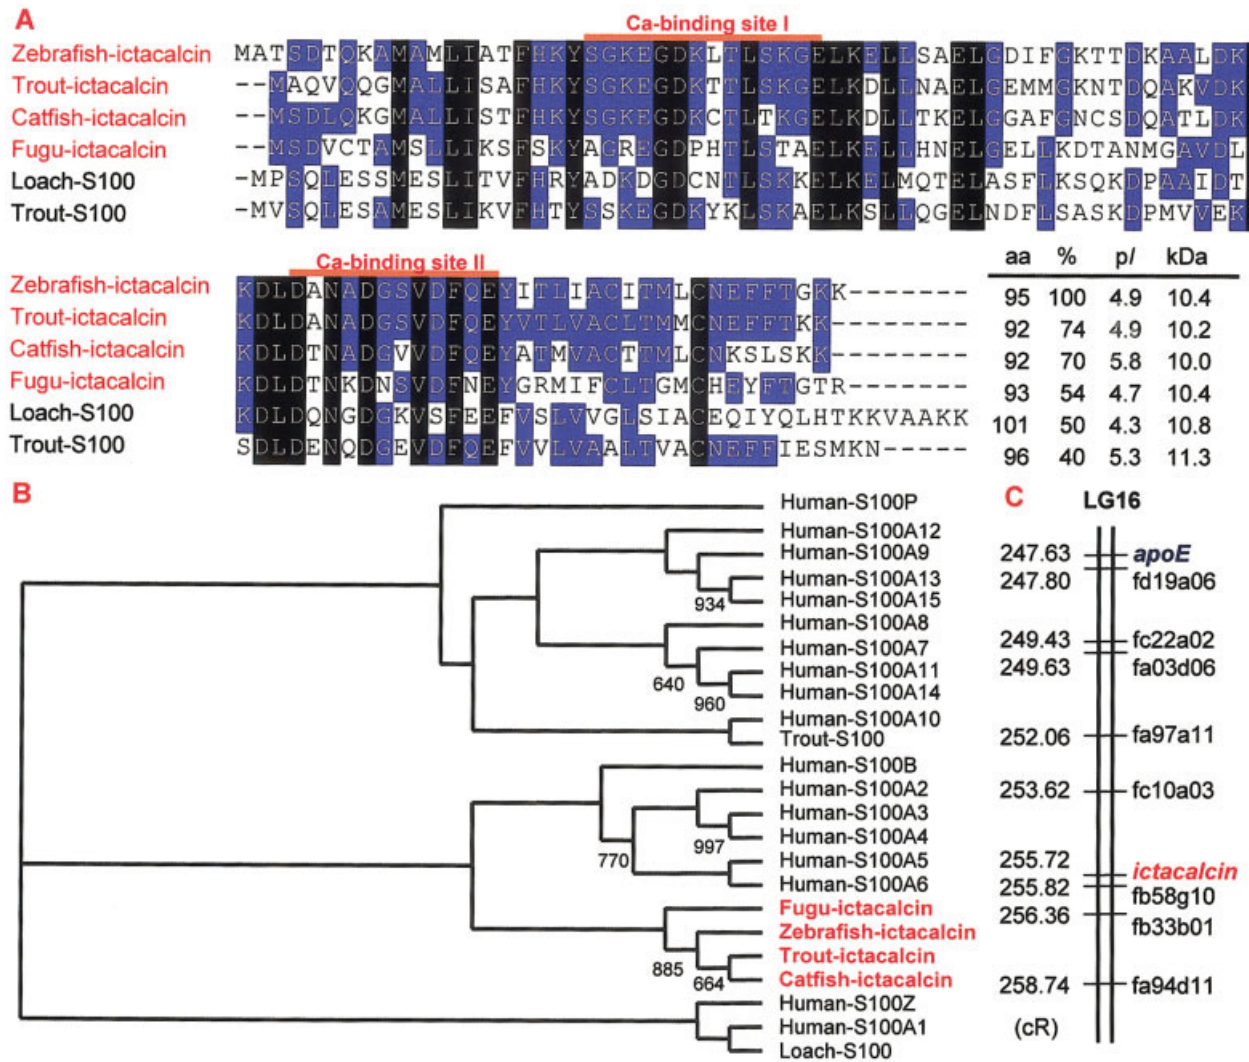 A
Ca-binding site I
Zebrafish-ictacalcin MATSDTQKAMAMLIATFHKYSGKEGDKLTLSKGELKELLSAELGDIFGKTTDKAALDK
Trout-ictacalcin --MAQVQQGMALLISAFHKYSGKEGDKTTLSKGELKDLLNAELGEMMGKNTDQAKVDK
Catfish-ictacalcin --MSDLQKGMALLISTFHKYSGKEGDKCTLTKGELKDLLTKELGGAFGNCSDQATLDK
Fugu-ictacalcin --MSDVCTAMSLLIKSFSKYAGREGDPHTLSTAELKELLHNELGELLKDTANMGAVDL
Loach-S100 -MPSQLESSMESLITVFHRYADKDGDCNTLSKKELKELMQTELASFLKSQKDPAAIDT
Trout-S100 -MVSQLESAMESLIKVFHTYSSKEGDKYKLSKAELKSLLQGELNDFLSASKDPMVVEK
Ca-binding site II
Zebrafish-ictacalcin KDLDANADGSVDFQEYITLIACITMLCNEFFTGKK-------
Trout-ictacalcin KDLDANADGSVDFQEYVTLVACLTMMCNEFFTKK--------
Catfish-ictacalcin KDLDTNADGVVDFQEYATMVACTTMLCNKSLSKK--------
Fugu-ictacalcin KDLDTNKDNSVDFNEYGRMIFCLTGMCHEYFTGTR-------
Loach-S100 KDLDQNGDGKVSFEEFVSLVVGLSIACEQIYQLHTKKVAAKK
Trout-S100 SDLDENQDGEVDFQEFVVLVAALTVACNEFFIESMKN-----
aa % pI kDa
95 100 4.9 10.4
92 74 4.9 10.2
92 70 5.8 10.0
93 54 4.7 10.4
101 50 4.3 10.8
96 40 5.3 11.3
B
Human-S100P
Human-S100A12
Human-S100A9
Human-S100A13
934
Human-S100A15
Human-S100A8
Human-S100A7
640
Human-S100A11
960
Human-S100A14
Human-S100A10
Trout-S100
Human-S100B
Human-S100A2
Human-S100A3
997
Human-S100A4
770
Human-S100A5
Human-S100A6
Fugu-ictacalcin
Zebrafish-ictacalcin
885
Trout-ictacalcin
664
Catfish-ictacalcin
Human-S100Z
Human-S100A1
Loach-S100
C
LG16
247.63 apoE
247.80 fd19a06
249.43 fc22a02
249.63 fa03d06
252.06 fa97a11
253.62 fc10a03
255.72 ictacalcin
255.82 fb58g10
256.36 fb33b01
258.74 fa94d11
(cR)